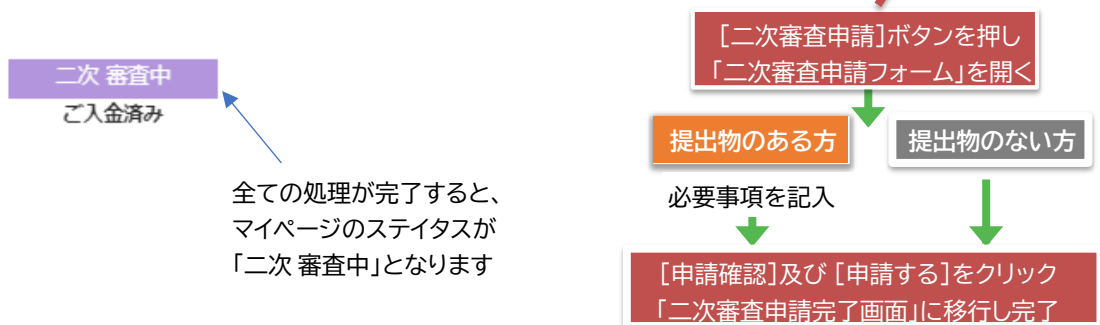 二次 審査中
ご入金済み
全ての処理が完了すると、
マイページのステイタスが
「二次 審査中」となります
[二次審査申請]ボタンを押し
「二次審査申請フォーム」を開く
提出物のある方
提出物のない方
必要事項を記入
[申請確認]及び [申請する]をクリック
「二次審査申請完了画面」に移行し完了